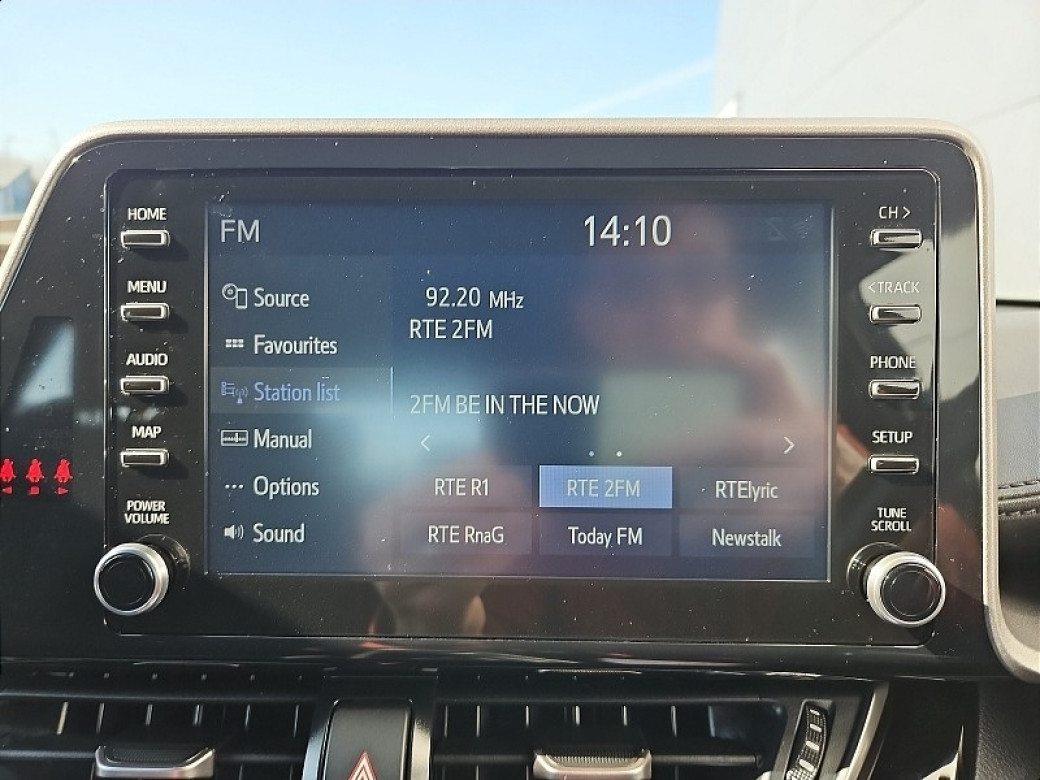 HOME
MENU
AUDIO
MAP
POWER
VOLUME
FM
14:10
Source
Favourites
Station list
Manual
Options
Sound
92.20 MHz
RTE 2FM
2FM BE IN THE NOW
< >
RTE R1 RTE 2FM RTElyric
RTE RnaG Today FM Newstalk
CH >
< TRACK
PHONE
SETUP
TUNE
SCROLL